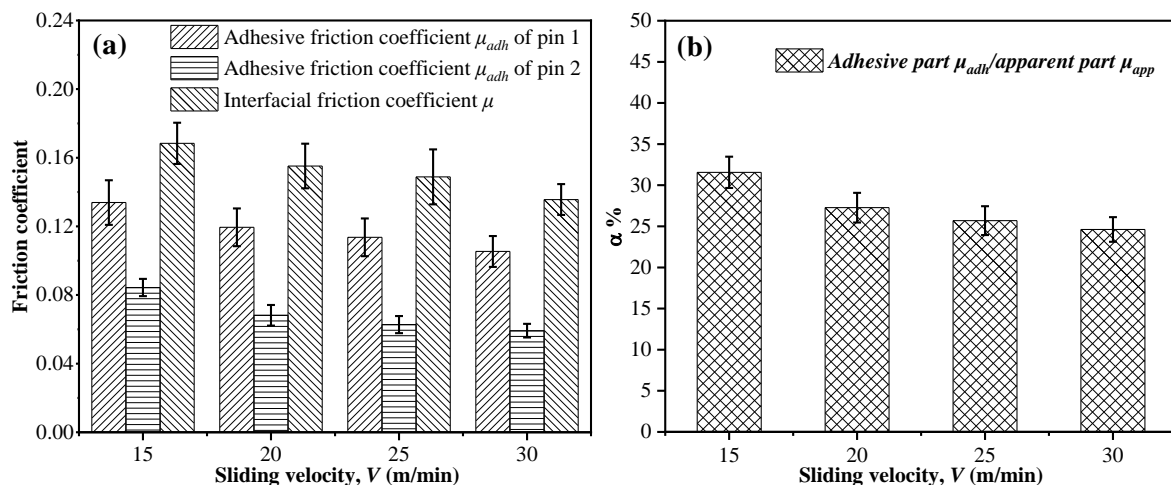 (a)
Adhesive friction coefficient μadh of pin 1
Adhesive friction coefficient μadh of pin 2
Interfacial friction coefficient μ
Friction coefficient
0.24
0.20
0.16
0.12
0.08
0.04
0.00
15
20
25
30
Sliding velocity, V (m/min)
(b)
Adhesive part μadh/apparent part μapp
α %
50
45
40
35
30
25
20
15
10
5
0
15
20
25
30
Sliding velocity, V (m/min)